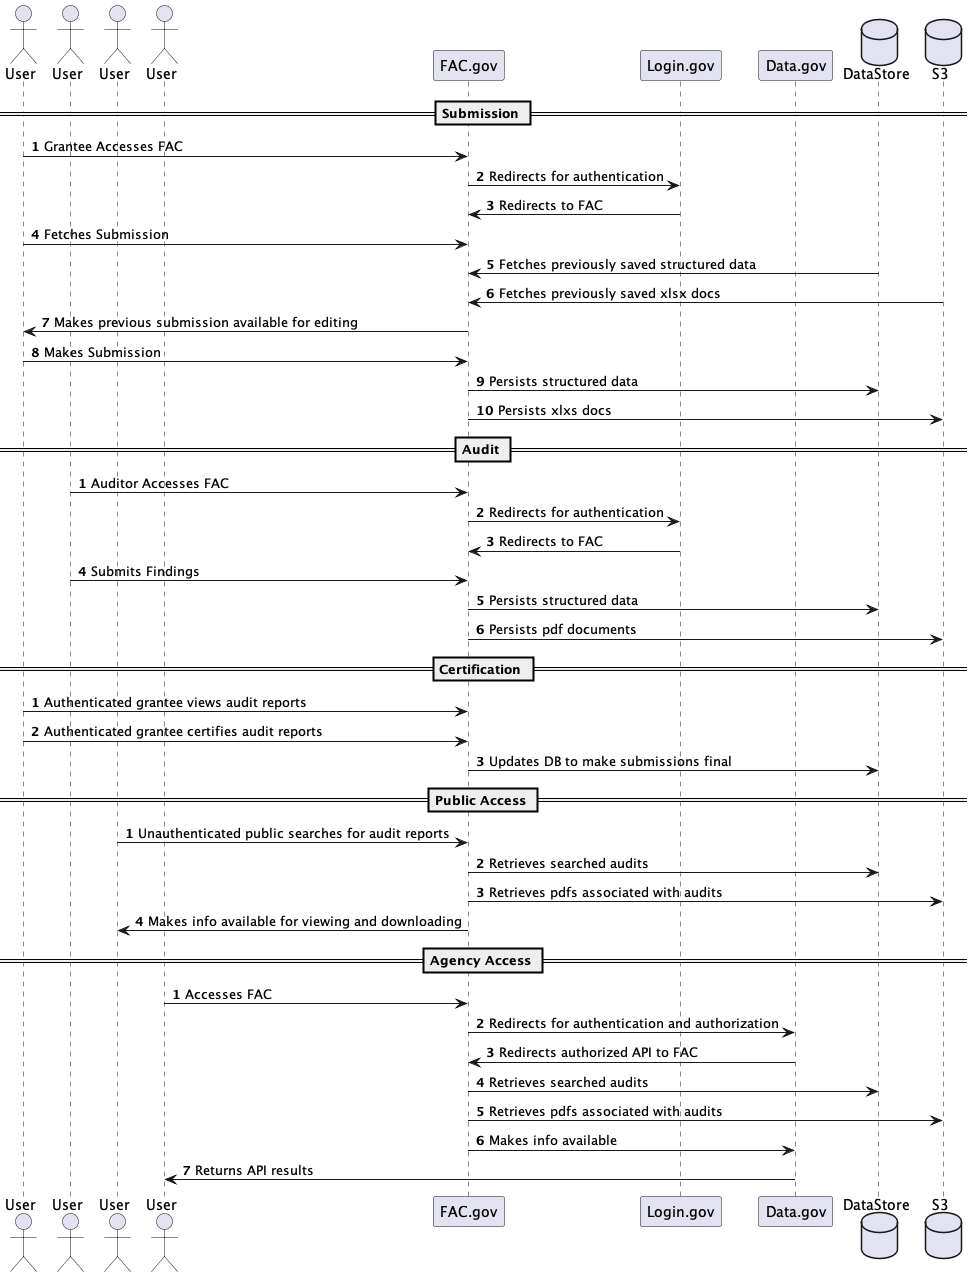 User User User User FAC.gov Login.gov Data.gov DataStore S3
Submission
1 Grantee Accesses FAC
2 Redirects for authentication
3 Redirects to FAC
4 Fetches Submission
5 Fetches previously saved structured data
6 Fetches previously saved xlsx docs
7 Makes previous submission available for editing
8 Makes Submission
9 Persists structured data
10 Persists xlxs docs
Audit
1 Auditor Accesses FAC
2 Redirects for authentication
3 Redirects to FAC
4 Submits Findings
5 Persists structured data
6 Persists pdf documents
Certification
1 Authenticated grantee views audit reports
2 Authenticated grantee certifies audit reports
3 Updates DB to make submissions final
Public Access
1 Unauthenticated public searches for audit reports
2 Retrieves searched audits
3 Retrieves pdfs associated with audits
4 Makes info available for viewing and downloading
Agency Access
1 Accesses FAC
2 Redirects for authentication and authorization
3 Redirects authorized API to FAC
4 Retrieves searched audits
5 Retrieves pdfs associated with audits
6 Makes info available
7 Returns API results
User User User User FAC.gov Login.gov Data.gov DataStore S3